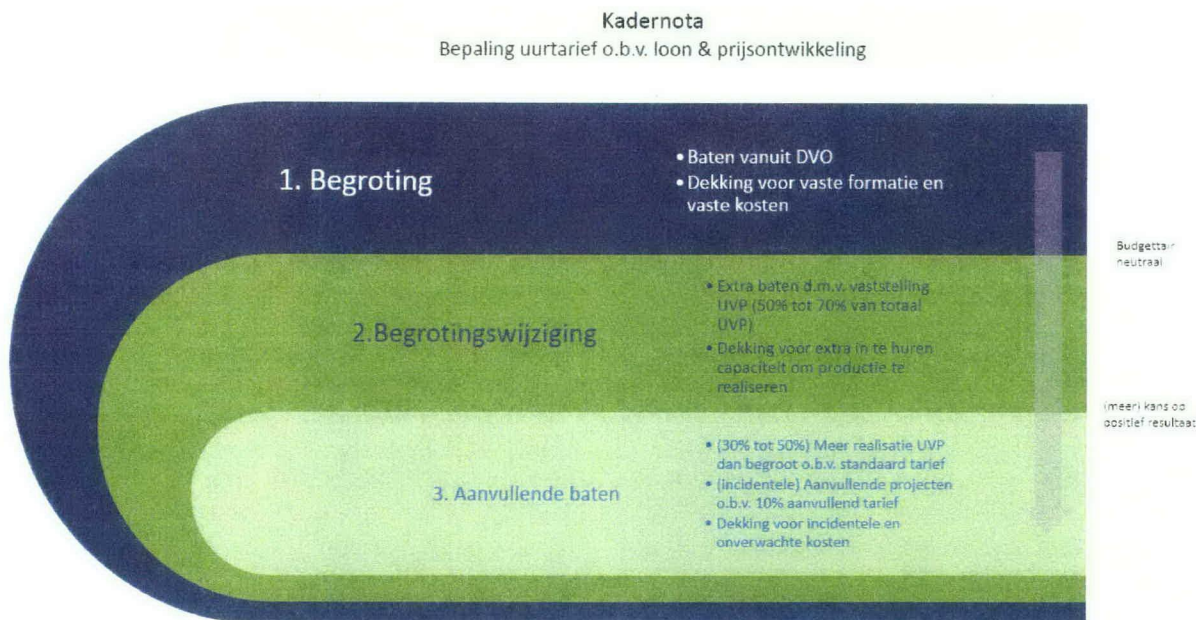 Kadernota
Bepaling uurtarief o.b.v. loon & prijsontwikkeling
1. Begroting
• Baten vanuit DVO
• Dekking voor vaste formatie en
vaste kosten
Budgettair
neutraal
2.Begrotingswijziging
• Extra baten d.m.v. vaststelling
UVP (50% tot 70% van totaal
UVP)
• Dekking voor extra in te huren
capaciteit om productie te
realiseren
(meer) kans op
positief resultaat
3. Aanvullende baten
• (30% tot 50%) Meer realisatie UVP
dan begroot o.b.v. standaard tarief
• (incidentele) Aanvullende projecten
o.b.v. 10% aanvullend tarief
• Dekking voor incidentele en
onverwachte kosten